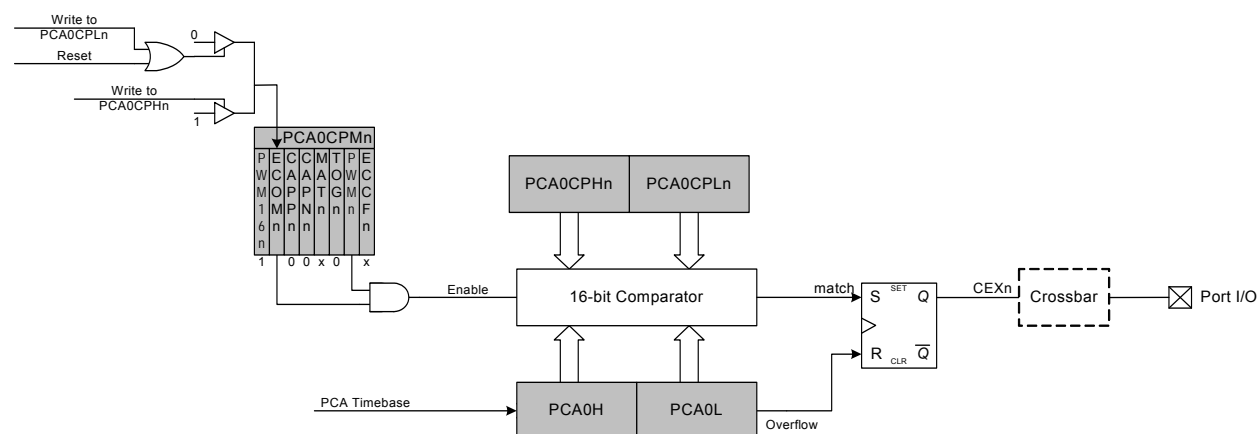 Write to
PCA0CPLn
Reset
0
Write to
PCA0CPHn
1
PCA0CPMn
PWM16n
ECOMn
CAPPn
CAPNn
MATn
TOGn
PWMn
ECCFn
1 0 0 x 0 x
Enable
PCA0CPHn PCA0CPLn
16-bit Comparator
match
S SET Q
R CLR Q
CEXn
Crossbar
Port I/O
PCA Timebase
PCA0H PCA0L
Overflow